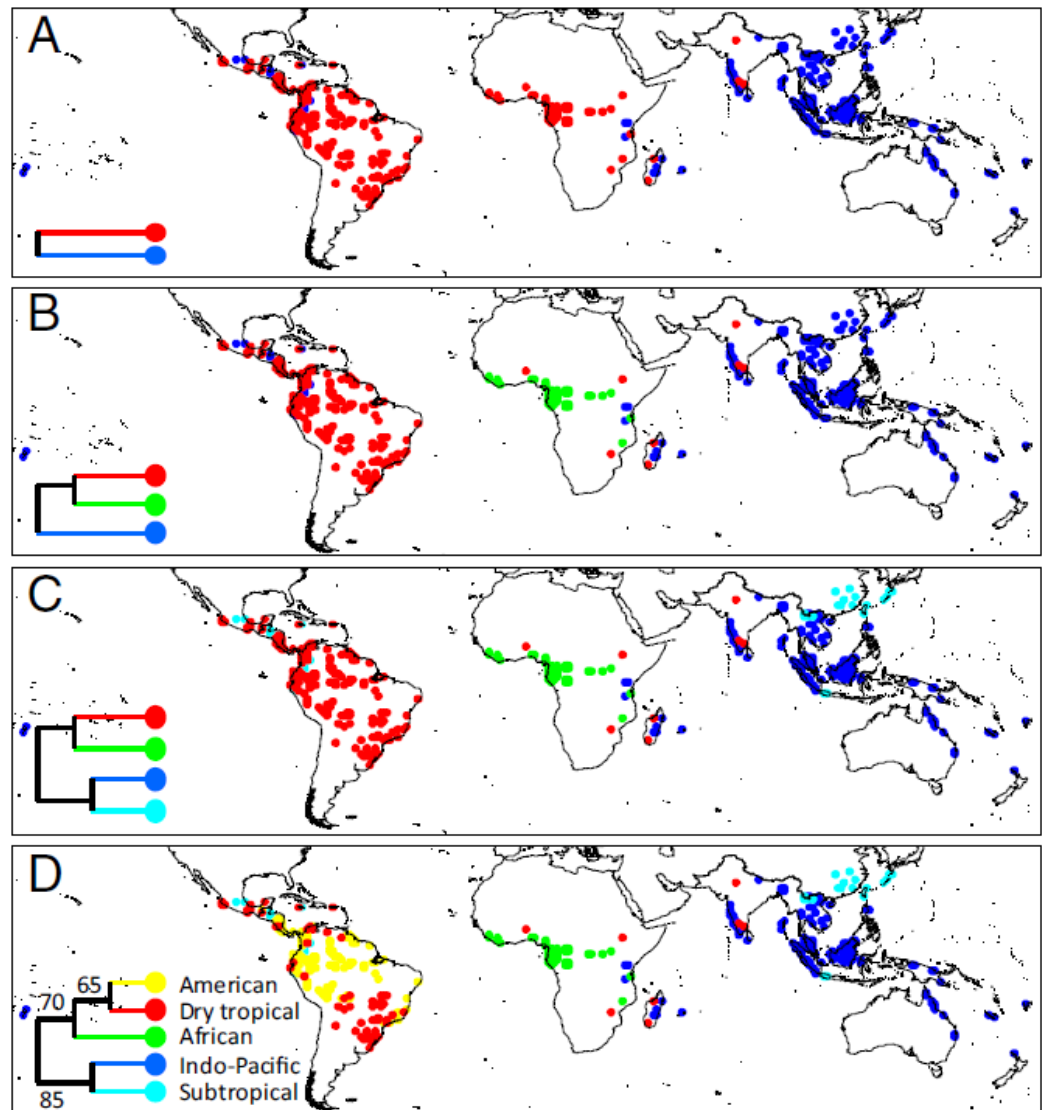 A
B
C
D
65
American
70
Dry tropical
African
Indo-Pacific
85
Subtropical